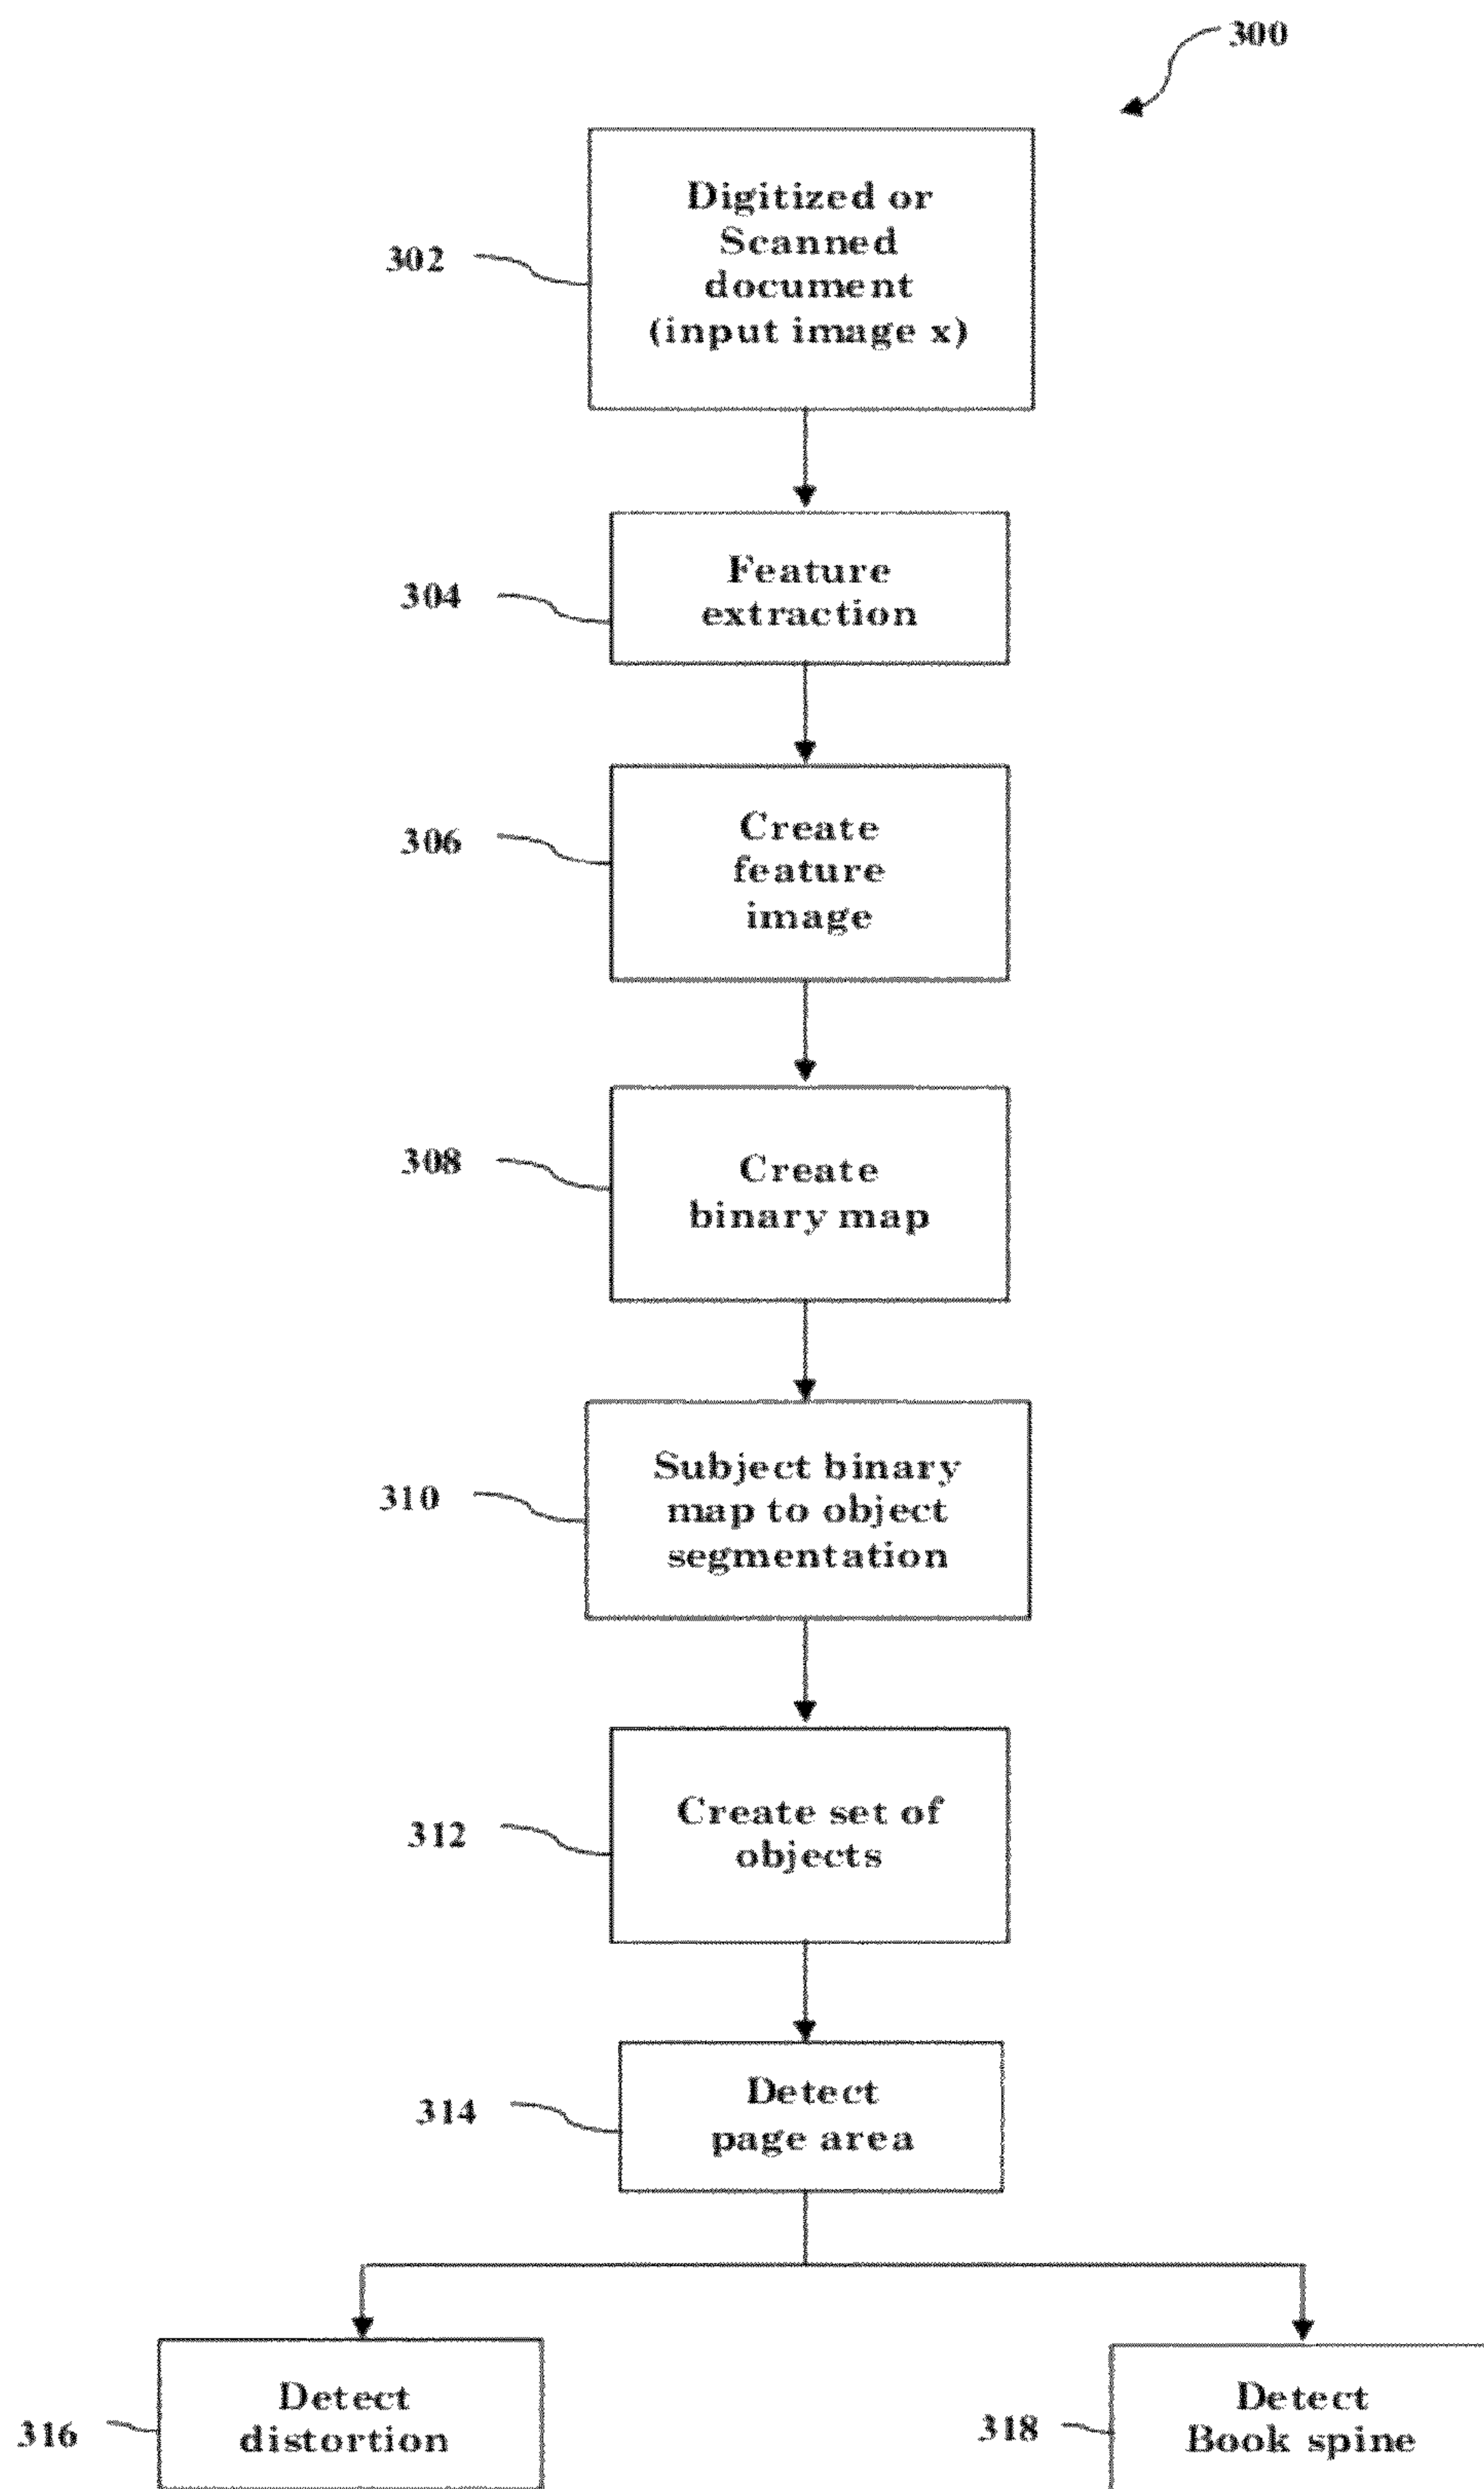 300
Digitized or
Scanned
document
(input image x)
302
Feature
extraction
304
Create
feature
image
306
Create
binary map
308
Subject binary
map to object
segmentation
310
Create set of
objects
312
Detect
page area
314
Detect
distortion
316
Detect
Book spine
318